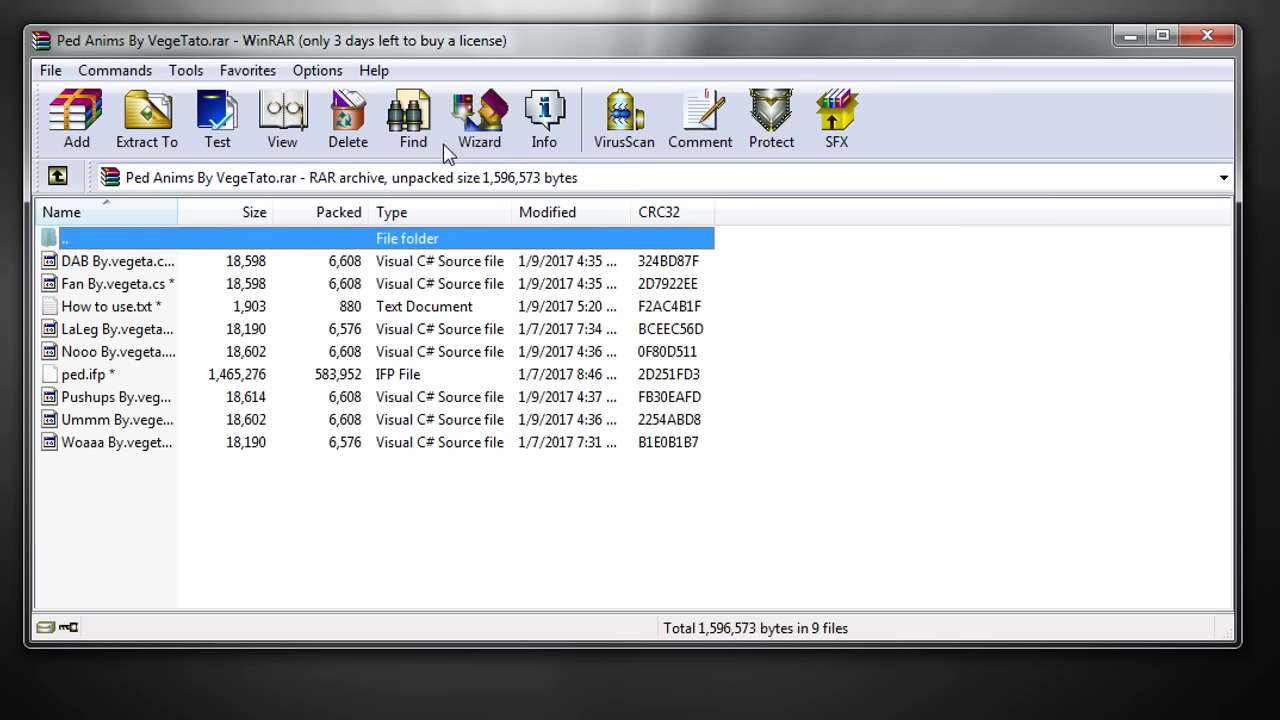 Ped Anims By VegeTato.rar - WinRAR (only 3 days left to buy a license)
File Commands Tools Favorites Options Help
Add Extract To Test View Delete Find Wizard Info VirusScan Comment Protect SFX
Ped Anims By VegeTato.rar - RAR archive, unpacked size 1,596,573 bytes
Name Size Packed Type Modified CRC32
.. File folder
DAB By.vegeta.c... 18,598 6,608 Visual C# Source file 1/9/2017 4:35 ... 324BD87F
Fan By.vegeta.cs * 18,598 6,608 Visual C# Source file 1/9/2017 4:35 ... 2D7922EE
How to use.txt * 1,903 880 Text Document 1/9/2017 5:20 ... F2AC4B1F
LaLeg By.vegeta... 18,190 6,576 Visual C# Source file 1/7/2017 7:34 ... BCEEC56D
Nooo By.vegeta.... 18,602 6,608 Visual C# Source file 1/9/2017 4:36 ... 0F80D511
ped.ifp * 1,465,276 583,952 IFP File 1/7/2017 8:46 ... 2D251FD3
Pushups By.veg... 18,614 6,608 Visual C# Source file 1/9/2017 4:37 ... FB30EAFD
Ummm By.vege... 18,602 6,608 Visual C# Source file 1/9/2017 4:36 ... 2254ABD8
Woaaa By.veget... 18,190 6,576 Visual C# Source file 1/7/2017 7:31 ... B1E0B1B7
Total 1,596,573 bytes in 9 files